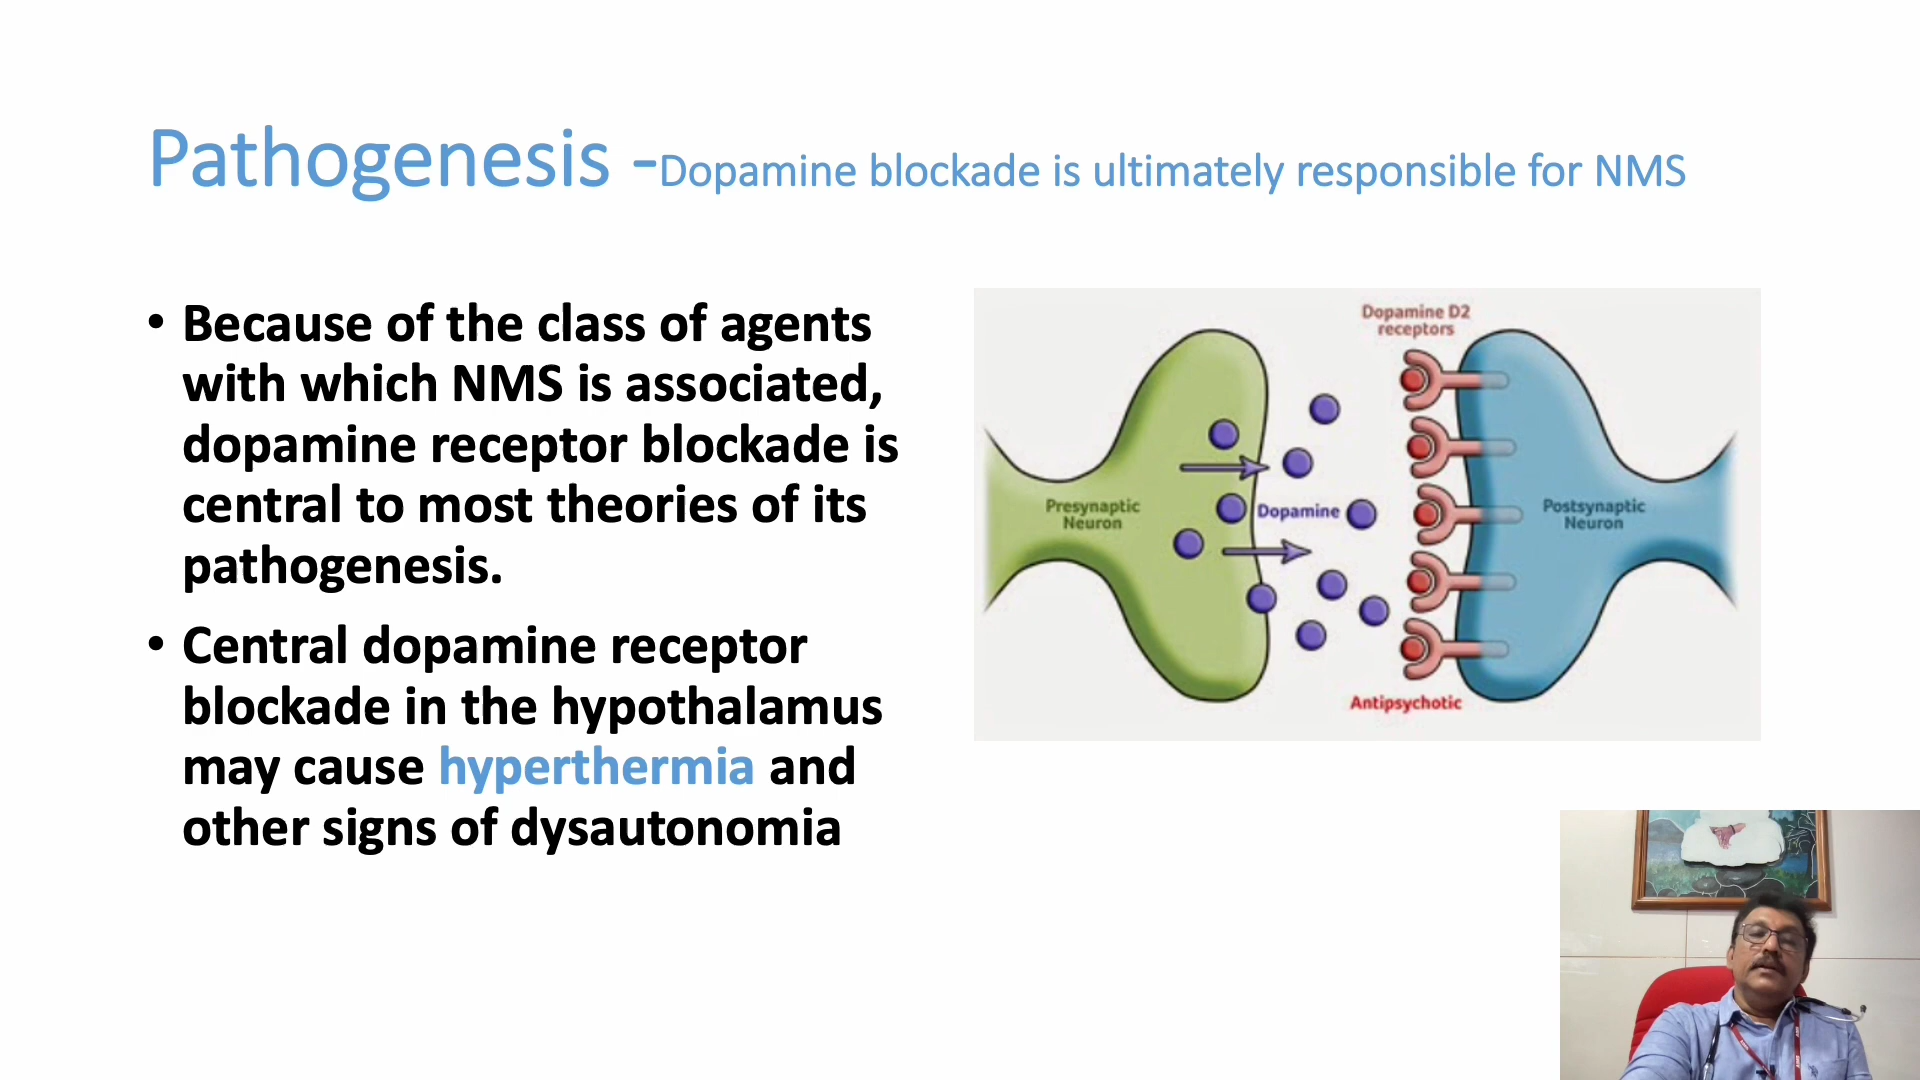 Pathogenesis -Dopamine blockade is ultimately responsible for NMS
• Because of the class of agents
with which NMS is associated,
dopamine receptor blockade is
central to most theories of its
pathogenesis.
• Central dopamine receptor
blockade in the hypothalamus
may cause hyperthermia and
other signs of dysautonomia
Dopamine D2
receptors
Presynaptic
Neuron
Dopamine
Postsynaptic
Neuron
Antipsychotic